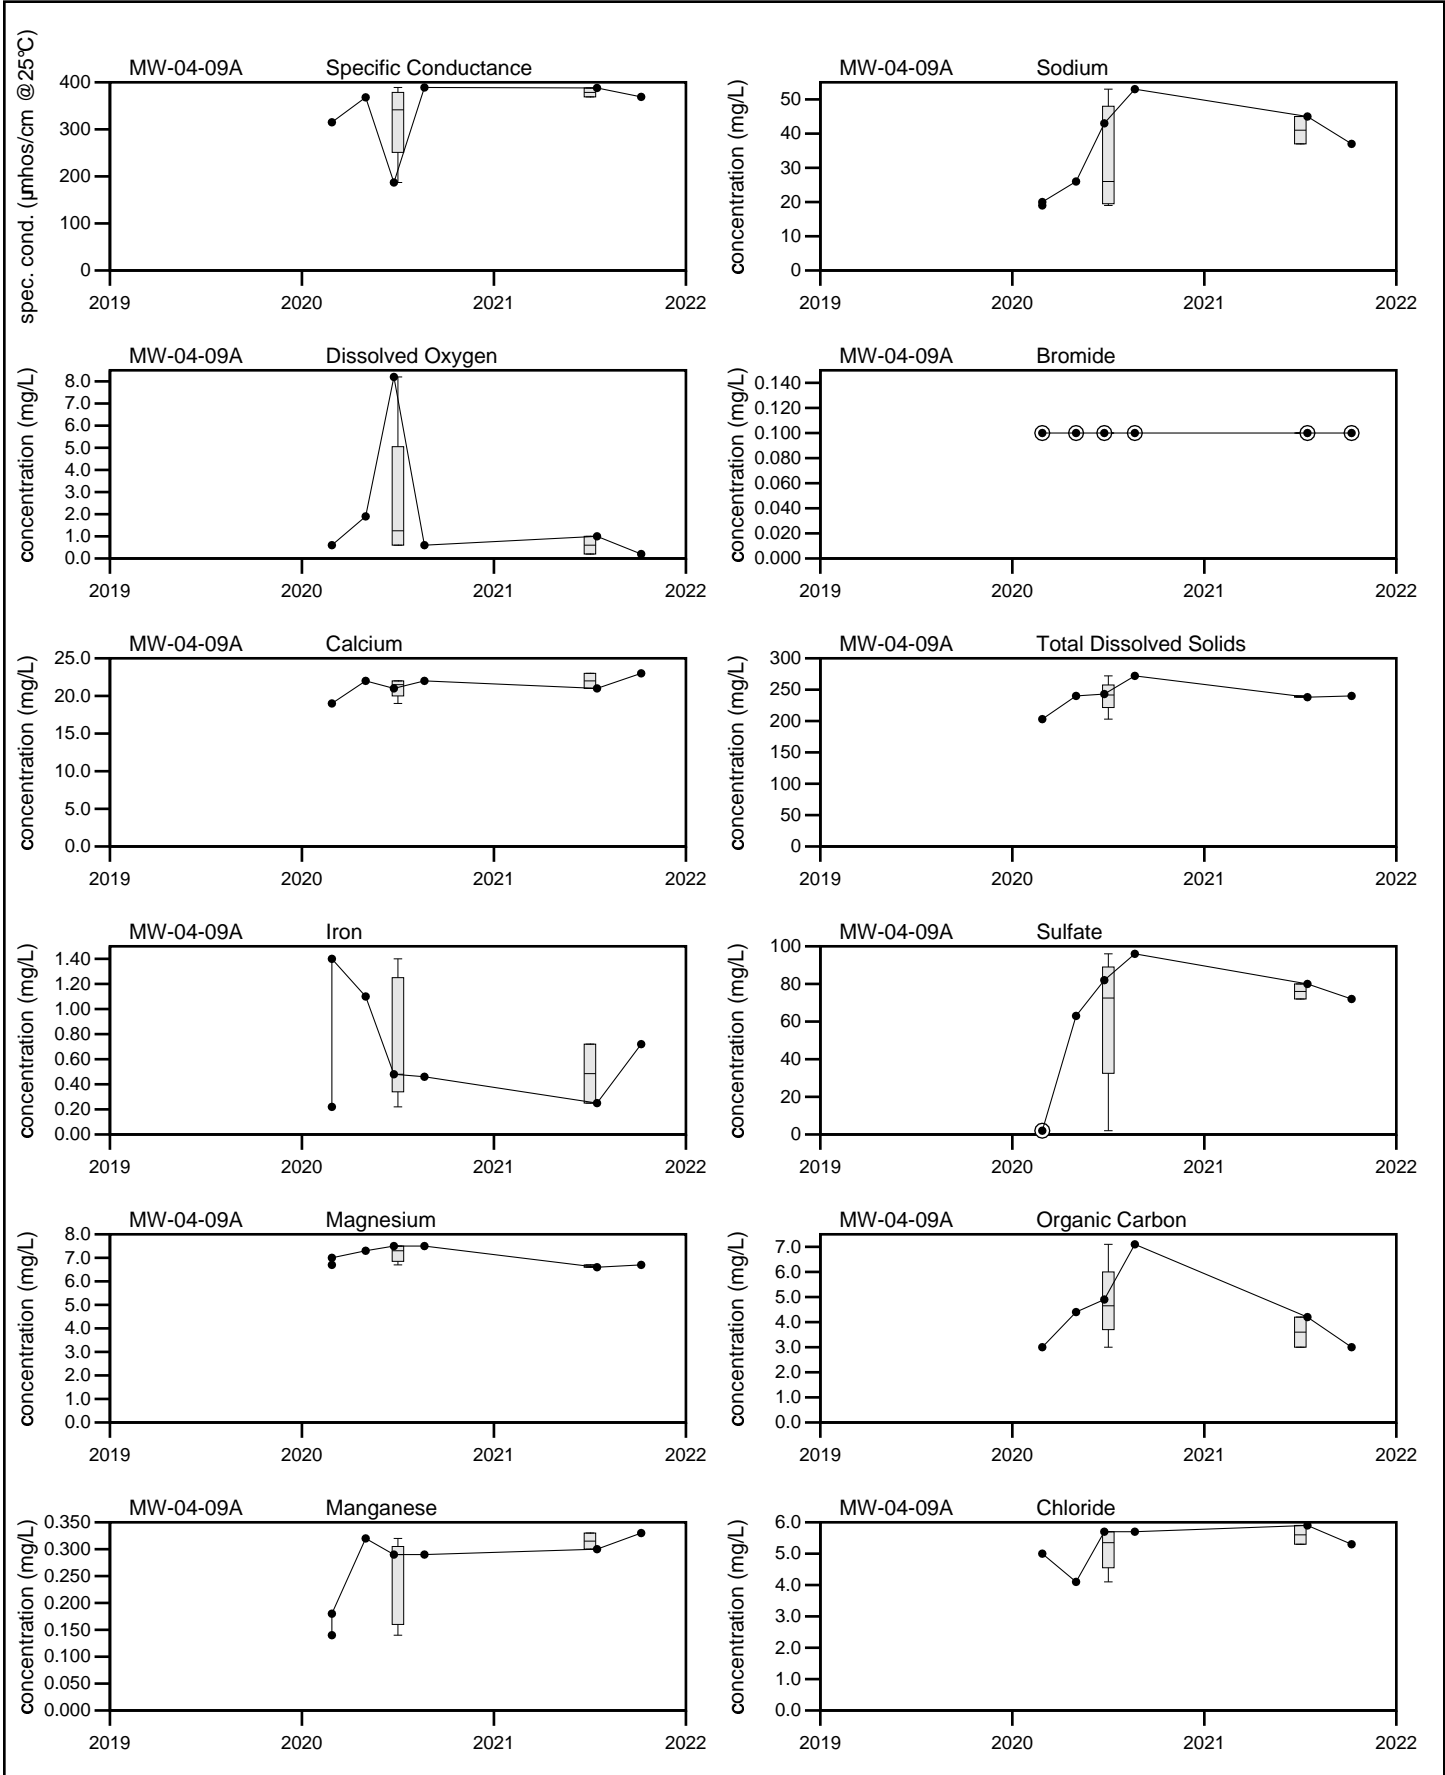 MW-04-09A Specific Conductance
spec. cond. (µmhos/cm @25°C)
400
300
200
100
0
2019 2020 2021 2022
MW-04-09A Sodium
concentration (mg/L)
50
40
30
20
10
0
2019 2020 2021 2022
MW-04-09A Dissolved Oxygen
concentration (mg/L)
8.0
7.0
6.0
5.0
4.0
3.0
2.0
1.0
0.0
2019 2020 2021 2022
MW-04-09A Bromide
concentration (mg/L)
0.140
0.120
0.100
0.080
0.060
0.040
0.020
0.000
2019 2020 2021 2022
MW-04-09A Calcium
concentration (mg/L)
25.0
20.0
15.0
10.0
5.0
0.0
2019 2020 2021 2022
MW-04-09A Total Dissolved Solids
concentration (mg/L)
300
250
200
150
100
50
0
2019 2020 2021 2022
MW-04-09A Iron
concentration (mg/L)
1.40
1.20
1.00
0.80
0.60
0.40
0.20
0.00
2019 2020 2021 2022
MW-04-09A Sulfate
concentration (mg/L)
100
80
60
40
20
0
2019 2020 2021 2022
MW-04-09A Magnesium
concentration (mg/L)
8.0
7.0
6.0
5.0
4.0
3.0
2.0
1.0
0.0
2019 2020 2021 2022
MW-04-09A Organic Carbon
concentration (mg/L)
7.0
6.0
5.0
4.0
3.0
2.0
1.0
0.0
2019 2020 2021 2022
MW-04-09A Manganese
concentration (mg/L)
0.350
0.300
0.250
0.200
0.150
0.100
0.050
0.000
2019 2020 2021 2022
MW-04-09A Chloride
concentration (mg/L)
6.0
5.0
4.0
3.0
2.0
1.0
0.0
2019 2020 2021 2022